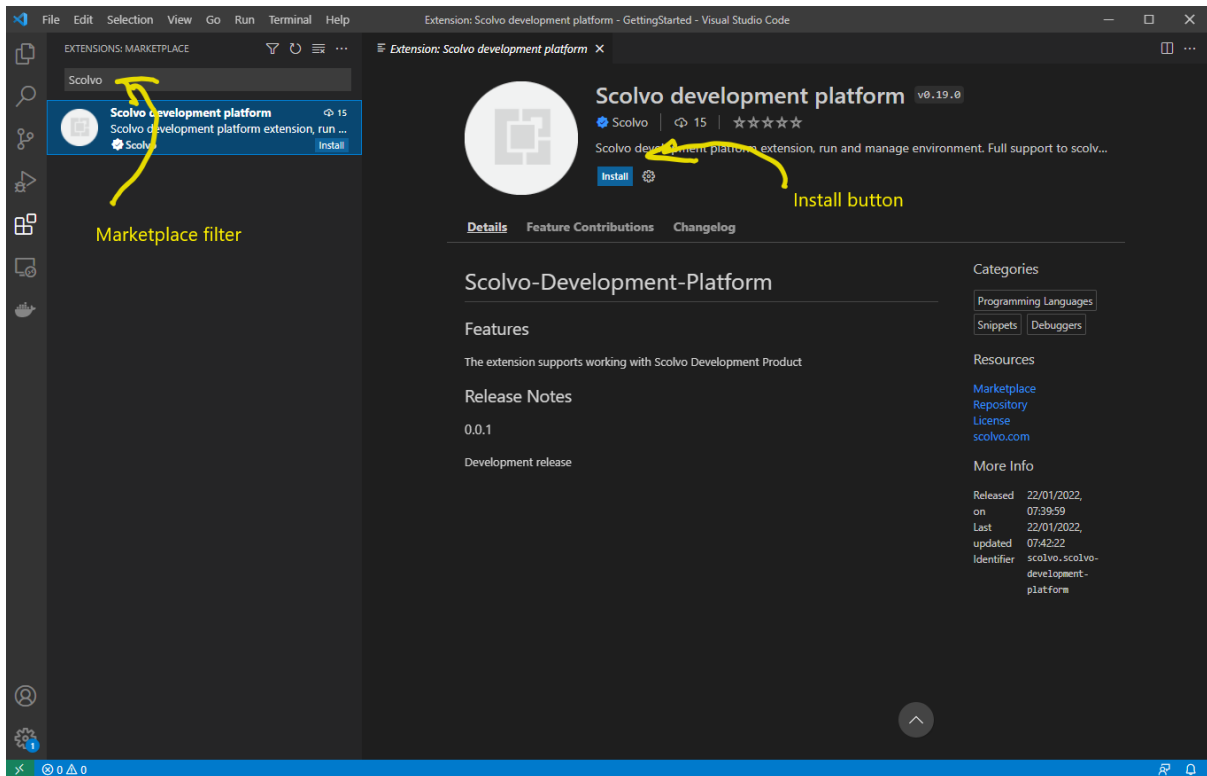 File Edit Selection View Go Run Terminal Help
Extension: Scolvo development platform - GettingStarted - Visual Studio Code
EXTENSIONS: MARKETPLACE
Scolvo
Scolvo development platform 15
Scolvo development platform extension, run ...
Scolvo Install
Marketplace filter
Extension: Scolvo development platform
Scolvo development platform v0.19.0
Scolvo 15
Scolvo development platform extension, run and manage environment. Full support to scolv...
Install
Install button
Details Feature Contributions Changelog
Scolvo-Development-Platform
Features
The extension supports working with Scolvo Development Product
Release Notes
0.0.1
Development release
Categories
Programming Languages
Snippets Debuggers
Resources
Marketplace
Repository
License
scolvo.com
More Info
Released 22/01/2022,
on 07:39:59
Last 22/01/2022,
updated 07:42:22
Identifier scolvo.scolvo-
development-
platform
1
0 0